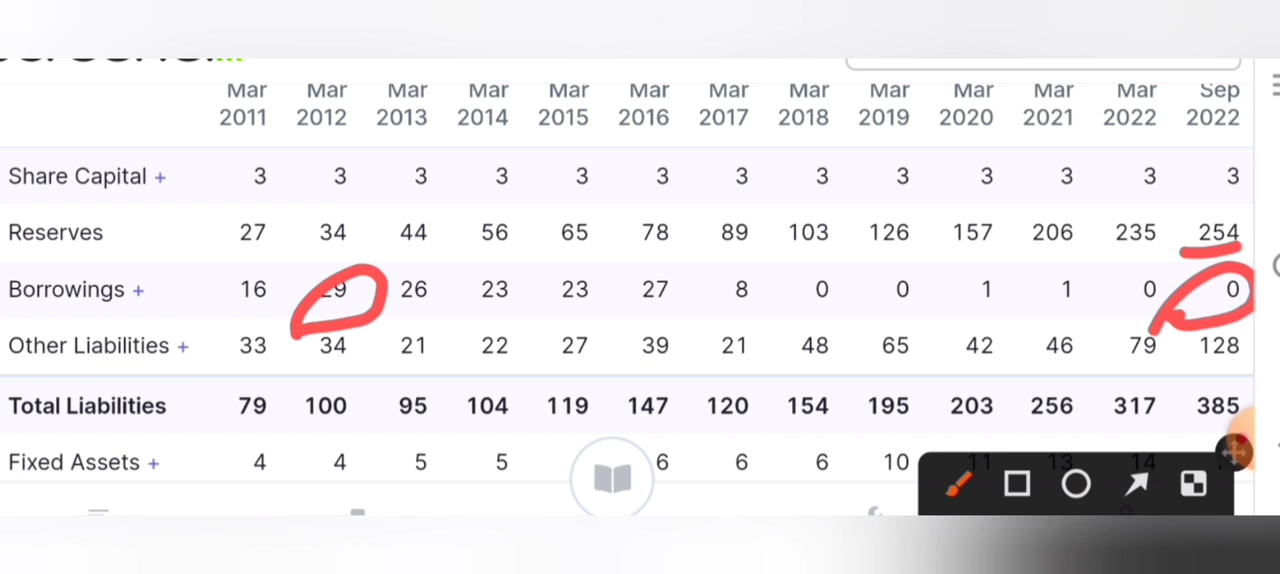 Mar Mar Mar Mar Mar Mar Mar Mar Mar Mar Mar Mar Sep
2011 2012 2013 2014 2015 2016 2017 2018 2019 2020 2021 2022 2022
Share Capital + 3 3 3 3 3 3 3 3 3 3 3 3 3
Reserves 27 34 44 56 65 78 89 103 126 157 206 235 254
Borrowings + 16 29 26 23 23 27 8 0 0 1 1 0 0
Other Liabilities + 33 34 21 22 27 39 21 48 65 42 46 79 128
Total Liabilities 79 100 95 104 119 147 120 154 195 203 256 317 385
Fixed Assets + 4 4 5 5 6 6 6 10 11 13 14